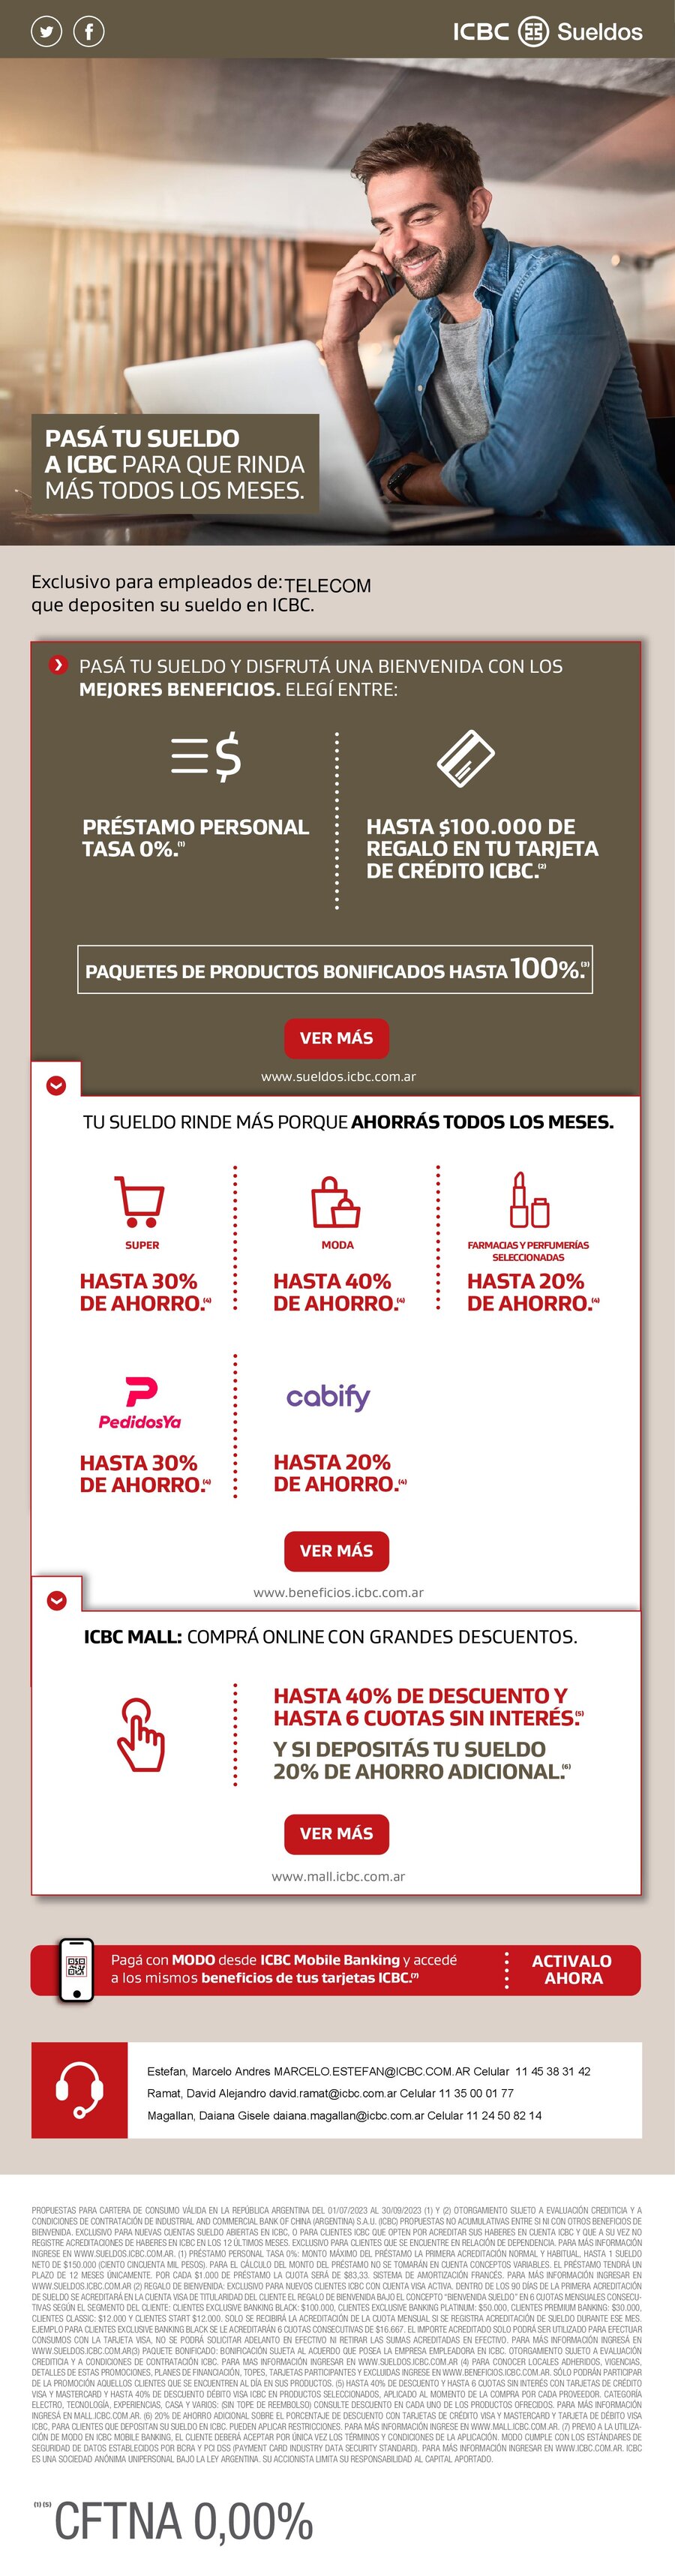 ICBC Sueldos
PASÁ TU SUELDO
A ICBC PARA QUE RINDA
MÁS TODOS LOS MESES.
Exclusivo para empleados de: TELECOM
que depositen su sueldo en ICBC.
PASÁ TU SUELDO Y DISFRUTÁ UNA BIENVENIDA CON LOS
MEJORES BENEFICIOS. ELEGÍ ENTRE:
PRÉSTAMO PERSONAL
TASA 0%.(1)
HASTA $100.000 DE
REGALO EN TU TARJETA
DE CRÉDITO ICBC.(2)
PAQUETES DE PRODUCTOS BONIFICADOS HASTA 100%.(3)
VER MÁS
www.sueldos.icbc.com.ar
TU SUELDO RINDE MÁS PORQUE AHORRÁS TODOS LOS MESES.
SUPER
HASTA 30%
DE AHORRO.(4)
MODA
HASTA 40%
DE AHORRO.(4)
FARMACIAS Y PERFUMERÍAS
SELECCIONADAS
HASTA 20%
DE AHORRO.(4)
PedidosYa
HASTA 30%
DE AHORRO.(4)
cabify
HASTA 20%
DE AHORRO.(4)
VER MÁS
www.beneficios.icbc.com.ar
ICBC MALL: COMPRÁ ONLINE CON GRANDES DESCUENTOS.
HASTA 40% DE DESCUENTO Y
HASTA 6 CUOTAS SIN INTERÉS.(5)
Y SI DEPOSITÁS TU SUELDO
20% DE AHORRO ADICIONAL.(6)
VER MÁS
www.mall.icbc.com.ar
Pagá con MODO desde ICBC Mobile Banking y accedé
a los mismos beneficios de tus tarjetas ICBC.(7)
ACTIVALO
AHORA
Estefan, Marcelo Andres MARCELO.ESTEFAN@ICBC.COM.AR Celular 11 45 38 31 42
Ramat, David Alejandro david.ramat@icbc.com.ar Celular 11 35 00 01 77
Magallan, Daiana Gisele daiana.magallan@icbc.com.ar Celular 11 24 50 82 14
PROPUESTAS PARA CARTERA DE CONSUMO VÁLIDA EN LA REPÚBLICA ARGENTINA DEL 01/07/2023 AL 30/09/2023 (1) Y (2) OTORGAMIENTO SUJETO A EVALUACIÓN CREDITICIA Y A
CONDICIONES DE CONTRATACIÓN DE INDUSTRIAL AND COMMERCIAL BANK OF CHINA (ARGENTINA) S.A.U. (ICBC) PROPUESTAS NO ACUMULATIVAS ENTRE SI NI CON OTROS BENEFICIOS DE
BIENVENIDA. EXCLUSIVO PARA NUEVAS CUENTAS SUELDO ABIERTAS EN ICBC, O PARA CLIENTES ICBC QUE OPTEN POR ACREDITAR SUS HABERES EN CUENTA ICBC Y QUE A SU VEZ NO
REGISTRE ACREDITACIONES DE HABERES EN ICBC EN LOS 12 ÚLTIMOS MESES. EXCLUSIVO PARA CLIENTES QUE SE ENCUENTRE EN RELACIÓN DE DEPENDENCIA. PARA MÁS INFORMACIÓN
INGRESE EN WWW.SUELDOS.ICBC.COM.AR. (1) PRÉSTAMO PERSONAL TASA 0%: MONTO MÁXIMO DEL PRÉSTAMO LA PRIMERA ACREDITACIÓN NORMAL Y HABITUAL, HASTA 1 SUELDO
NETO DE $150.000 (CIENTO CINCUENTA MIL PESOS). PARA EL CÁLCULO DEL MONTO DEL PRÉSTAMO NO SE TOMARÁN EN CUENTA CONCEPTOS VARIABLES. EL PRÉSTAMO TENDRÁ UN
PLAZO DE 12 MESES ÚNICAMENTE. POR CADA $1.000 DE PRÉSTAMO LA CUOTA SERÁ DE $83,33. SISTEMA DE AMORTIZACIÓN FRANCÉS. PARA MÁS INFORMACIÓN INGRESAR EN
WWW.SUELDOS.ICBC.COM.AR (2) REGALO DE BIENVENIDA: EXCLUSIVO PARA NUEVOS CLIENTES ICBC CON CUENTA VISA ACTIVA. DENTRO DE LOS 90 DÍAS DE LA PRIMERA ACREDITACIÓN
DE SUELDO SE ACREDITARÁ EN LA CUENTA VISA DE TITULARIDAD DEL CLIENTE EL REGALO DE BIENVENIDA BAJO EL CONCEPTO "BIENVENIDA SUELDO" EN 6 CUOTAS MENSUALES CONSECU-
TIVAS SEGÚN EL SEGMENTO DEL CLIENTE: CLIENTES EXCLUSIVE BANKING BLACK: $100.000, CLIENTES EXCLUSIVE BANKING PLATINUM: $50.000, CLIENTES PREMIUM BANKING: $30.000,
CLIENTES CLASSIC: $12.000 Y CLIENTES START $12.000. SOLO SE RECIBIRÁ LA ACREDITACIÓN DE LA CUOTA MENSUAL SI SE REGISTRA ACREDITACIÓN DE SUELDO DURANTE ESE MES.
EJEMPLO PARA CLIENTES EXCLUSIVE BANKING BLACK SE LE ACREDITARÁN 6 CUOTAS CONSECUTIVAS DE $16.667. EL IMPORTE ACREDITADO SOLO PODRÁ SER UTILIZADO PARA EFECTUAR
CONSUMOS CON LA TARJETA VISA, NO SE PODRÁ SOLICITAR ADELANTO EN EFECTIVO NI RETIRAR LAS SUMAS ACREDITADAS EN EFECTIVO. PARA MÁS INFORMACIÓN INGRESÁ EN
WWW.SUELDOS.ICBC.COM.AR(3) PAQUETE BONIFICADO: BONIFICACIÓN SUJETA AL ACUERDO QUE POSEA LA EMPRESA EMPLEADORA EN ICBC. OTORGAMIENTO SUJETO A EVALUACIÓN
CREDITICIA Y A CONDICIONES DE CONTRATACIÓN ICBC. PARA MAS INFORMACIÓN INGRESAR EN WWW.SUELDOS.ICBC.COM.AR (4) PARA CONOCER LOCALES ADHERIDOS, VIGENCIAS,
DETALLES DE ESTAS PROMOCIONES, PLANES DE FINANCIACIÓN, TOPES, TARJETAS PARTICIPANTES Y EXCLUIDAS INGRESE EN WWW.BENEFICIOS.ICBC.COM.AR. SÓLO PODRÁN PARTICIPAR
DE LA PROMOCIÓN AQUELLOS CLIENTES QUE SE ENCUENTREN AL DÍA EN SUS PRODUCTOS. (5) HASTA 40% DE DESCUENTO Y HASTA 6 CUOTAS SIN INTERÉS CON TARJETAS DE CRÉDITO
VISA Y MASTERCARD Y HASTA 40% DE DESCUENTO DÉBITO VISA ICBC EN PRODUCTOS SELECCIONADOS, APLICADO AL MOMENTO DE LA COMPRA POR CADA PROVEEDOR. CATEGORÍA
ELECTRO, TECNOLOGÍA, EXPERIENCIAS, CASA Y VARIOS: (SIN TOPE DE REEMBOLSO) CONSULTE DESCUENTO EN CADA UNO DE LOS PRODUCTOS OFRECIDOS. PARA MÁS INFORMACIÓN
INGRESÁ EN MALL.ICBC.COM.AR. (6) 20% DE AHORRO ADICIONAL SOBRE EL PORCENTAJE DE DESCUENTO CON TARJETAS DE CRÉDITO VISA Y MASTERCARD Y TARJETA DE DÉBITO VISA
ICBC, PARA CLIENTES QUE DEPOSITAN SU SUELDO EN ICBC. PUEDEN APLICAR RESTRICCIONES. PARA MÁS INFORMACIÓN INGRESE EN WWW.MALL.ICBC.COM.AR. (7) PREVIO A LA UTILIZA-
CIÓN DE MODO EN ICBC MOBILE BANKING, EL CLIENTE DEBERÁ ACEPTAR POR ÚNICA VEZ LOS TÉRMINOS Y CONDICIONES DE LA APLICACIÓN. MODO CUMPLE CON LOS ESTÁNDARES DE
SEGURIDAD DE DATOS ESTABLECIDOS POR BCRA Y PCI DSS (PAYMENT CARD INDUSTRY DATA SECURITY STANDARD). PARA MÁS INFORMACIÓN INGRESAR EN WWW.ICBC.COM.AR. ICBC
ES UNA SOCIEDAD ANÓNIMA UNIPERSONAL BAJO LA LEY ARGENTINA. SU ACCIONISTA LIMITA SU RESPONSABILIDAD AL CAPITAL APORTADO.
(1) (5) CFTNA 0,00%